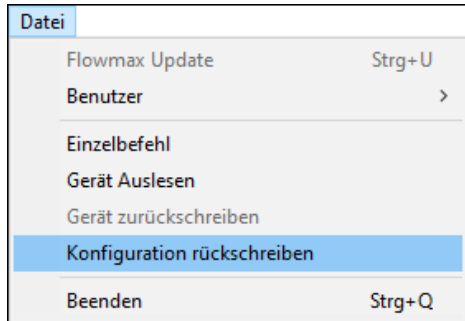 Datei
Flowmax Update Strg+U
Benutzer >
Einzelbefehl
Gerät Auslesen
Gerät zurückschreiben
Konfiguration rückschreiben
Beenden Strg+Q